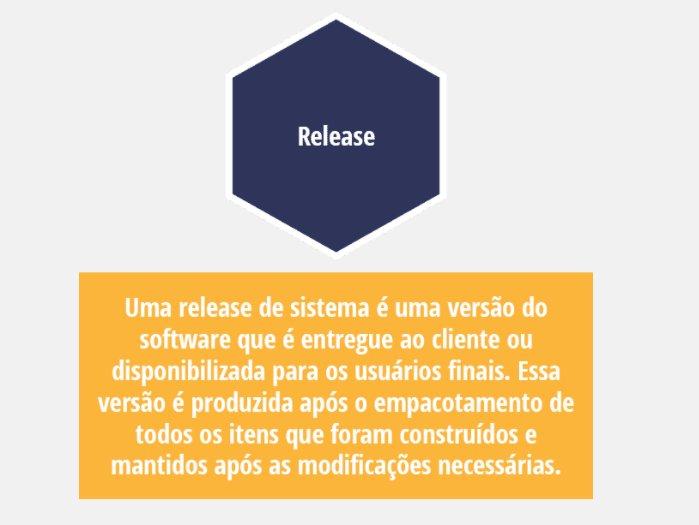 Release
Uma release de sistema é uma versão do
software que é entregue ao cliente ou
disponibilizada para os usuários finais. Essa
versão é produzida após o empacotamento de
todos os itens que foram construídos e
mantidos após as modificações necessárias.